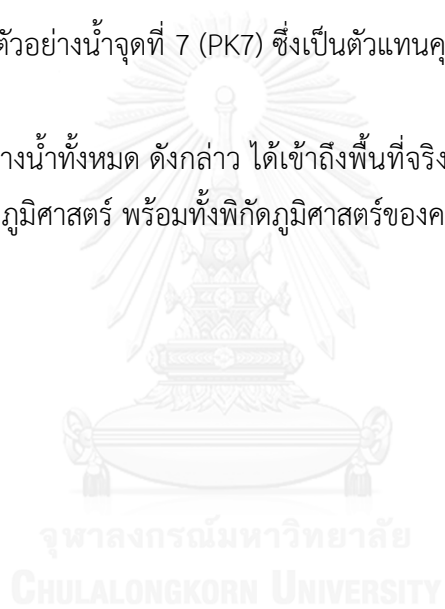 ตัวอย่างน้ำจุดที่ 7 (PK7) ซึ่งเป็นตัวแทนคุ
างน้ำทั้งหมด ดังกล่าว ได้เข้าถึงพื้นที่จริง
ภูมิศาสตร์ พร้อมทั้งพิกัดภูมิศาสตร์ของค
จุฬาลงกรณ์มหาวิทยาลัย
CHULALONGKORN UNIVERSITY